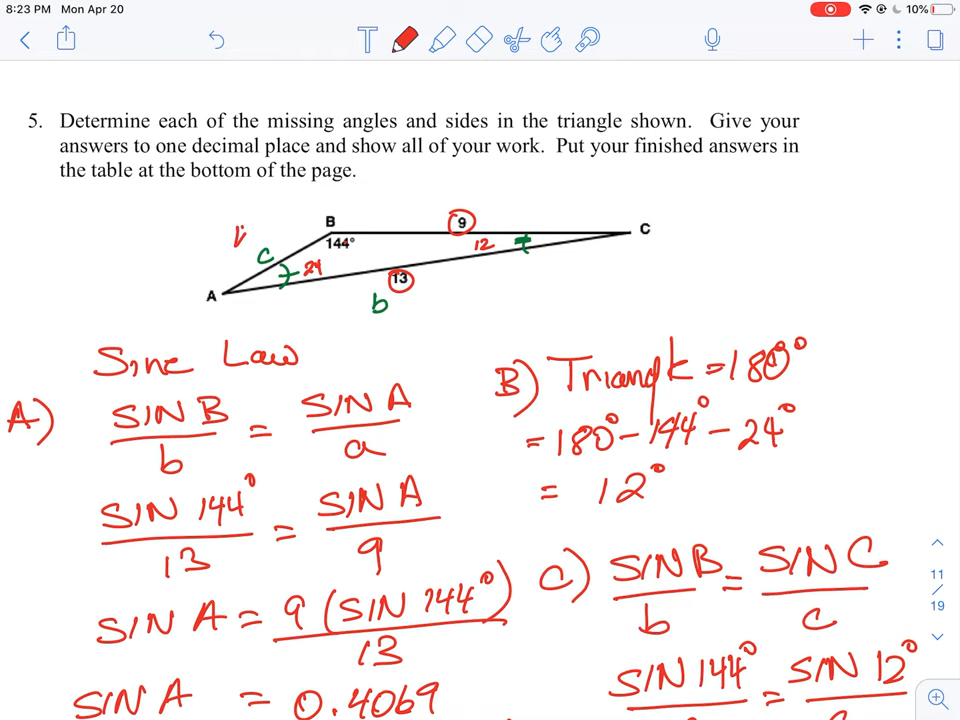 8:23 PM Mon Apr 20
10%
T
5. Determine each of the missing angles and sides in the triangle shown. Give your
answers to one decimal place and show all of your work. Put your finished answers in
the table at the bottom of the page.
B
9
C
144°
12
c
24
13
A
b
Sine Law
A) SIN B / b = SIN A / a
SIN 144° / 13 = SIN A / 9
SIN A = 9 (SIN 144°) / 13
SIN A = 0.4069
B) Triangle = 180°
= 180° - 144° - 24°
= 12°
C) SIN B / b = SIN C / c
SIN 144° = SIN 12°
11
/
19